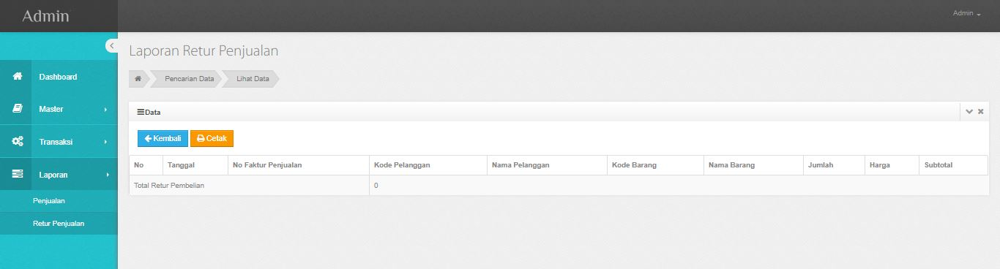 Admin
Admin
Laporan Retur Penjualan
Pencarian Data Lihat Data
Dashboard
Master
Transaksi
Laporan
Penjualan
Retur Penjualan
Data
Kembali Cetak
No Tanggal No Faktur Penjualan Kode Pelanggan Nama Pelanggan Kode Barang Nama Barang Jumlah Harga Subtotal
Total Retur Pembelian 0